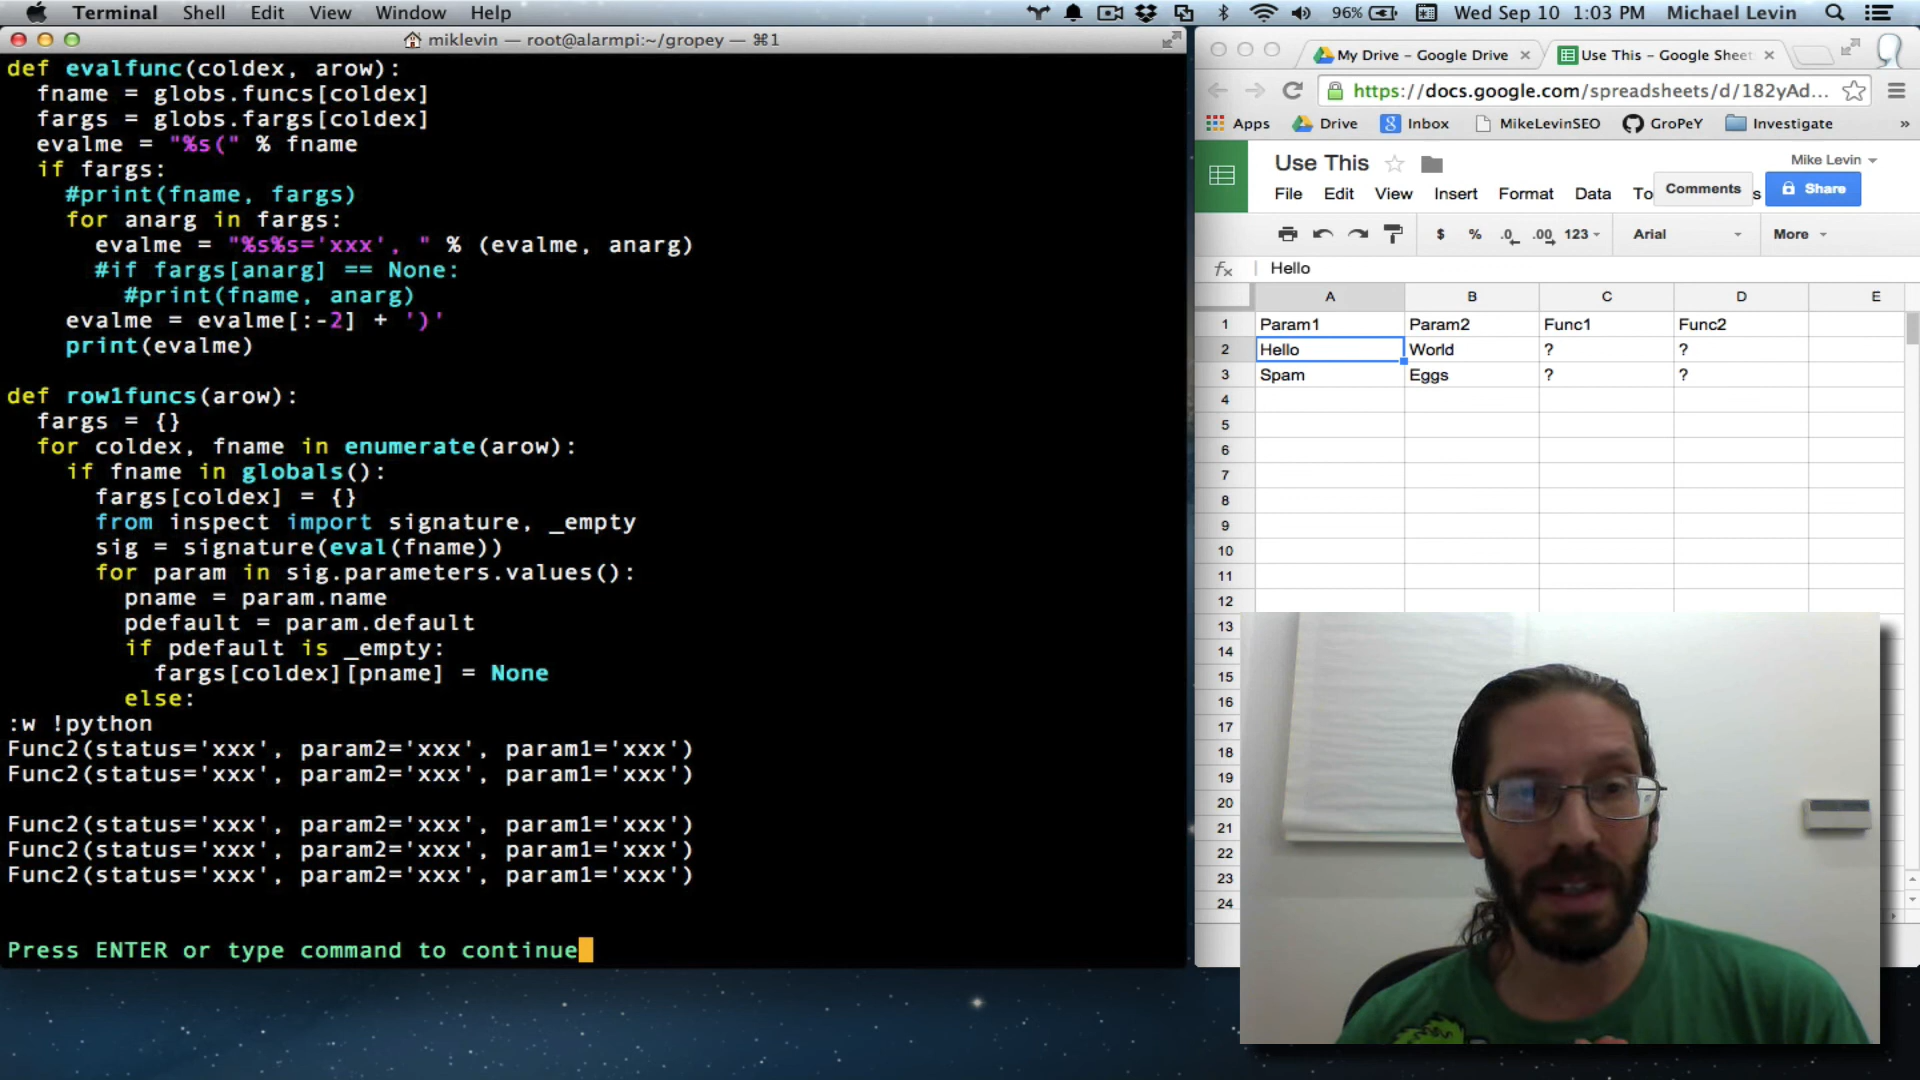 Terminal Shell Edit View Window Help 96% Wed Sep 10 1:03 PM Michael Levin
miklevin — root@alarmpi:~/gropey — ⌘1
def evalfunc(coldex, arow):
  fname = globs.funcs[coldex]
  fargs = globs.fargs[coldex]
  evalme = "%s(" % fname
  if fargs:
    #print(fname, fargs)
    for anarg in fargs:
      evalme = "%s%s='xxx', " % (evalme, anarg)
      #if fargs[anarg] == None:
        #print(fname, anarg)
    evalme = evalme[:-2] + ')'
    print(evalme)
def row1funcs(arow):
  fargs = {}
  for coldex, fname in enumerate(arow):
    if fname in globals():
      fargs[coldex] = {}
      from inspect import signature, _empty
      sig = signature(eval(fname))
      for param in sig.parameters.values():
        pname = param.name
        pdefault = param.default
        if pdefault is _empty:
          fargs[coldex][pname] = None
        else:
:w !python
Func2(status='xxx', param2='xxx', param1='xxx')
Func2(status='xxx', param2='xxx', param1='xxx')
Func2(status='xxx', param2='xxx', param1='xxx')
Func2(status='xxx', param2='xxx', param1='xxx')
Func2(status='xxx', param2='xxx', param1='xxx')
Press ENTER or type command to continue
My Drive – Google Drive × Use This – Google Sheet ×
https://docs.google.com/spreadsheets/d/182yAd...
Apps Drive Inbox MikeLevinSEO GroPeY Investigate »
Use This Mike Levin
File Edit View Insert Format Data To Comments s Share
$ % .0 .00 123 Arial More
fx Hello
A B C D E
1 Param1 Param2 Func1 Func2
2 Hello World ? ?
3 Spam Eggs ? ?
4
5
6
7
8
9
10
11
12
13
14
15
16
17
18
19
20
21
22
23
24